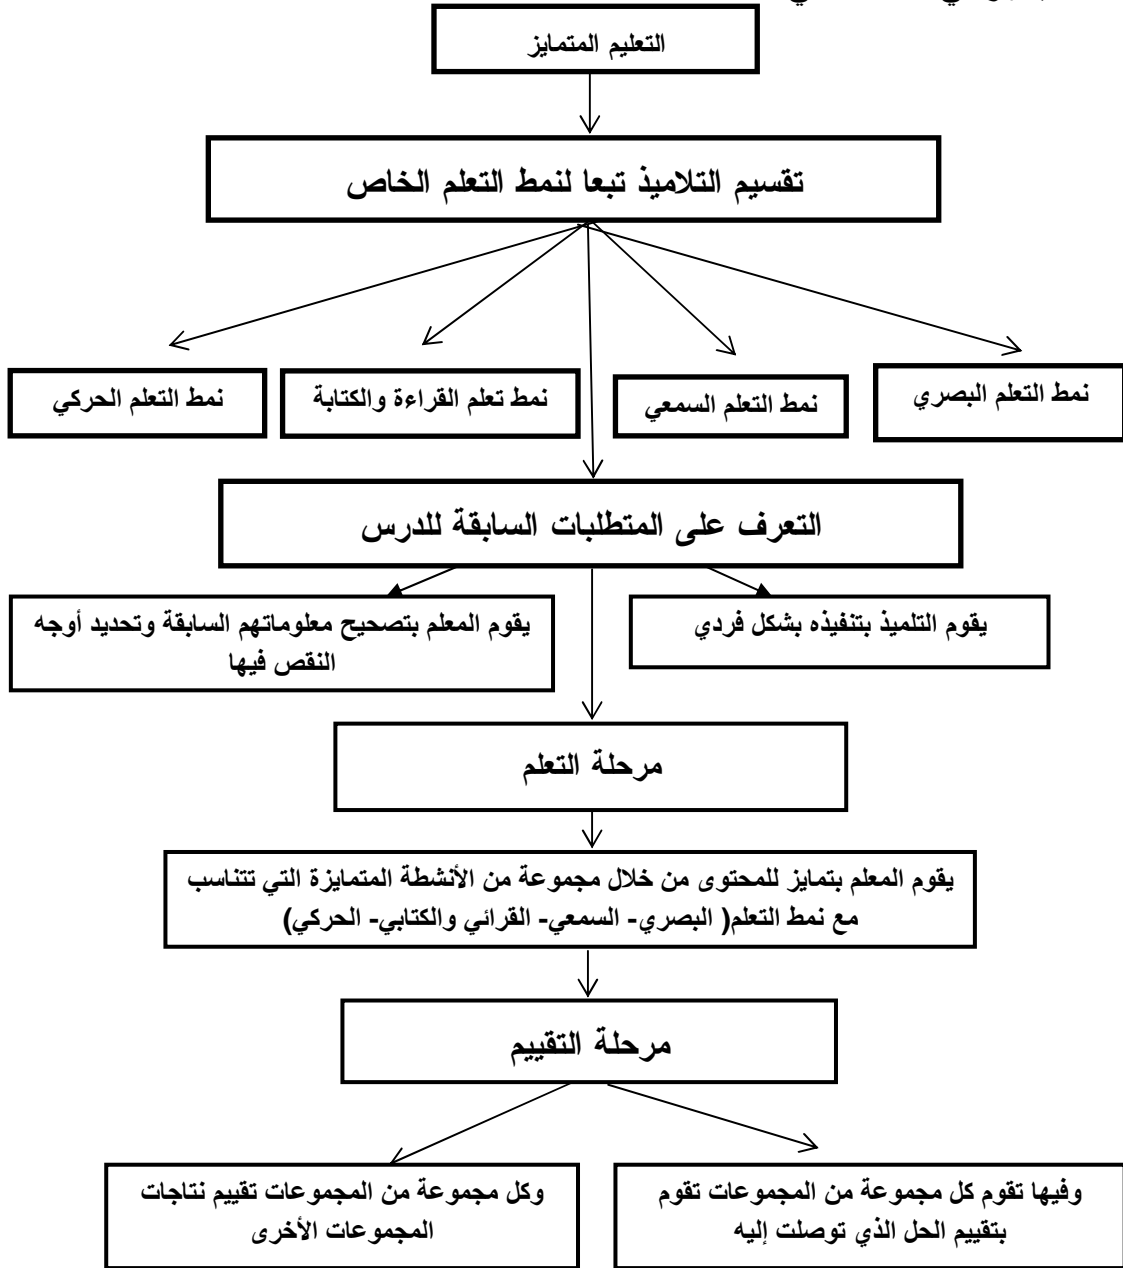 التعليم المتمايز
تقسيم التلاميذ تبعا لنمط التعلم الخاص
نمط التعلم البصري
نمط التعلم السمعي
نمط تعلم القراءة والكتابة
نمط التعلم الحركي
التعرف على المتطلبات السابقة للدرس
يقوم التلميذ بتنفيذه بشكل فردي
يقوم المعلم بتصحيح معلوماتهم السابقة وتحديد أوجه
النقص فيها
مرحلة التعلم
يقوم المعلم بتمايز للمحتوى من خلال مجموعة من الأنشطة المتمايزة التي تتناسب
مع نمط التعلم( البصري- السمعي- القرائي والكتابي- الحركي)
مرحلة التقييم
وفيها تقوم كل مجموعة من المجموعات تقوم
بتقييم الحل الذي توصلت إليه
وكل مجموعة من المجموعات تقييم نتاجات
المجموعات الأخرى